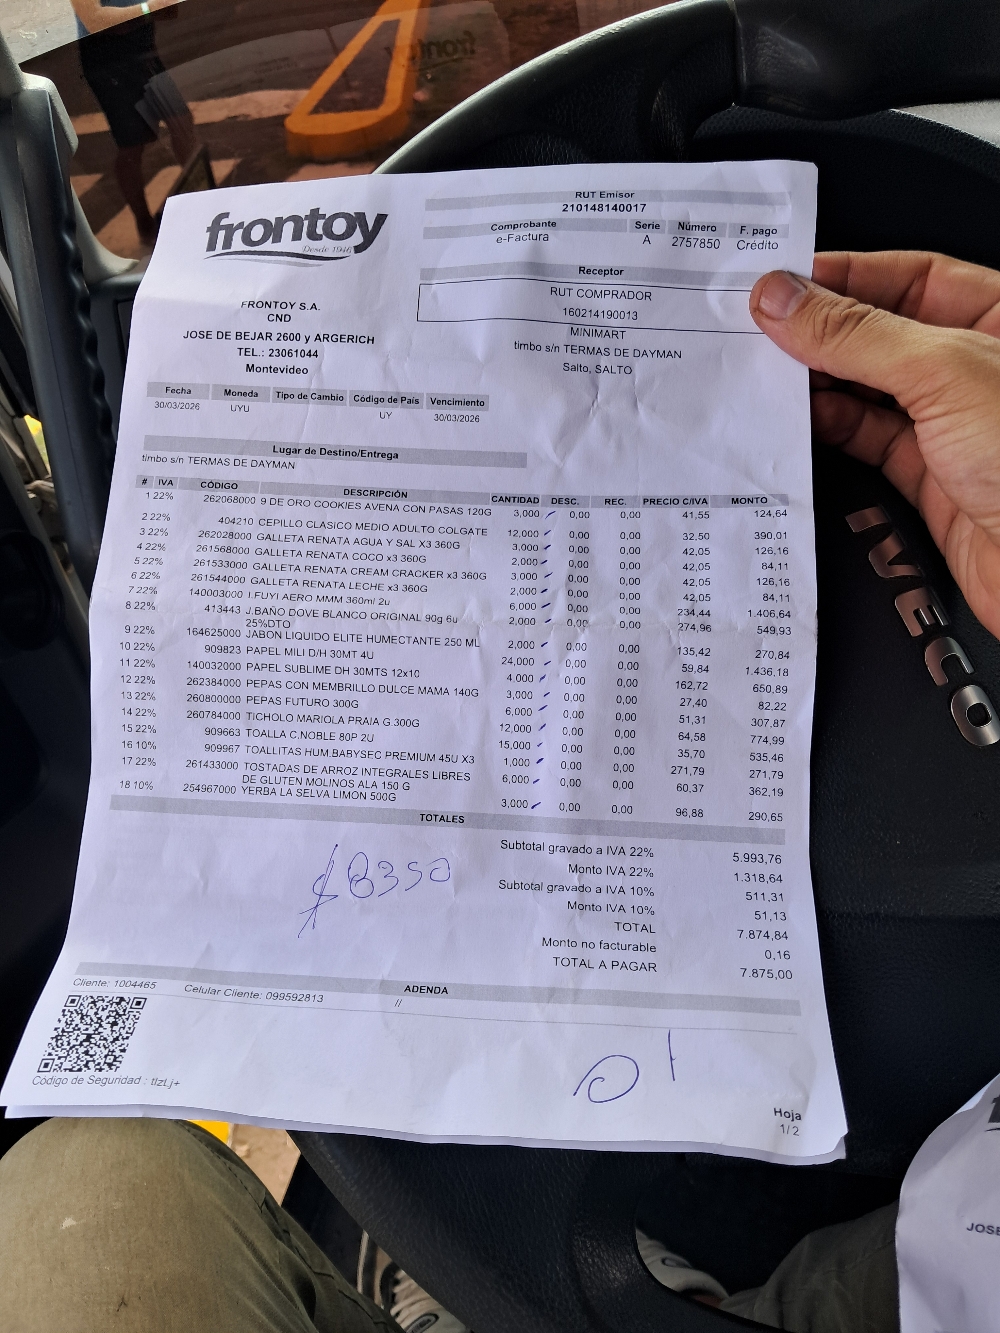 frontoy
Desde 1946
RUT Emisor
210148140017
Comprobante Serie Número F. pago
e-Factura A 2757850 Crédito
Receptor
RUT COMPRADOR
160214190013
MINIMART
timbo s/n TERMAS DE DAYMAN
Salto, SALTO
FRONTOY S.A.
CND
JOSE DE BEJAR 2600 y ARGERICH
TEL.: 23061044
Montevideo
Fecha Moneda Tipo de Cambio Código de País Vencimiento
30/03/2026 UYU UY 30/03/2026
Lugar de Destino/Entrega
timbo s/n TERMAS DE DAYMAN
# IVA CÓDIGO DESCRIPCIÓN CANTIDAD DESC. REC. PRECIO C/IVA MONTO
1 22% 262068000 9 DE ORO COOKIES AVENA CON PASAS 120G 3,000 0,00 0,00 41,55 124,64
2 22% 404210 CEPILLO CLASICO MEDIO ADULTO COLGATE 12,000 0,00 0,00 32,50 390,01
3 22% 262028000 GALLETA RENATA AGUA Y SAL X3 360G 3,000 0,00 0,00 42,05 126,16
4 22% 261568000 GALLETA RENATA COCO x3 360G 2,000 0,00 0,00 42,05 84,11
5 22% 261533000 GALLETA RENATA CREAM CRACKER x3 360G 3,000 0,00 0,00 42,05 126,16
6 22% 261544000 GALLETA RENATA LECHE x3 360G 2,000 0,00 0,00 42,05 84,11
7 22% 140003000 I.FUYI AERO MMM 360ml 2u 6,000 0,00 0,00 234,44 1.406,64
8 22% 413443 J.BAÑO DOVE BLANCO ORIGINAL 90g 6u 2,000 0,00 0,00 274,96 549,93
25%DTO
9 22% 164625000 JABON LIQUIDO ELITE HUMECTANTE 250 ML 2,000 0,00 0,00 135,42 270,84
10 22% 909823 PAPEL MILI D/H 30MT 4U 24,000 0,00 0,00 59,84 1.436,18
11 22% 140032000 PAPEL SUBLIME DH 30MTS 12x10 4,000 0,00 0,00 162,72 650,89
12 22% 262384000 PEPAS CON MEMBRILLO DULCE MAMA 140G 3,000 0,00 0,00 27,40 82,22
13 22% 260800000 PEPAS FUTURO 300G 6,000 0,00 0,00 51,31 307,87
14 22% 260784000 TICHOLO MARIOLA PRAIA G 300G 12,000 0,00 0,00 64,58 774,99
15 22% 909663 TOALLA C,NOBLE 80P 2U 15,000 0,00 0,00 35,70 535,46
16 10% 909967 TOALLITAS HUM.BABYSEC PREMIUM 45U X3 1,000 0,00 0,00 271,79 271,79
17 22% 261433000 TOSTADAS DE ARROZ INTEGRALES LIBRES 6,000 0,00 0,00 60,37 362,19
DE GLUTEN MOLINOS ALA 150 G
18 10% 254967000 YERBA LA SELVA LIMON 500G 3,000 0,00 0,00 96,88 290,65
TOTALES
Subtotal gravado a IVA 22% 5.993,76
Monto IVA 22% 1.318,64
Subtotal gravado a IVA 10% 511,31
Monto IVA 10% 51,13
TOTAL 7.874,84
Monto no facturable 0,16
TOTAL A PAGAR 7.875,00
$ 8350
ADENDA
Cliente: 1004465 Celular Cliente: 099592813 //
Código de Seguridad : tIzLj+
Hoja
1/2
IVECO
JOSE